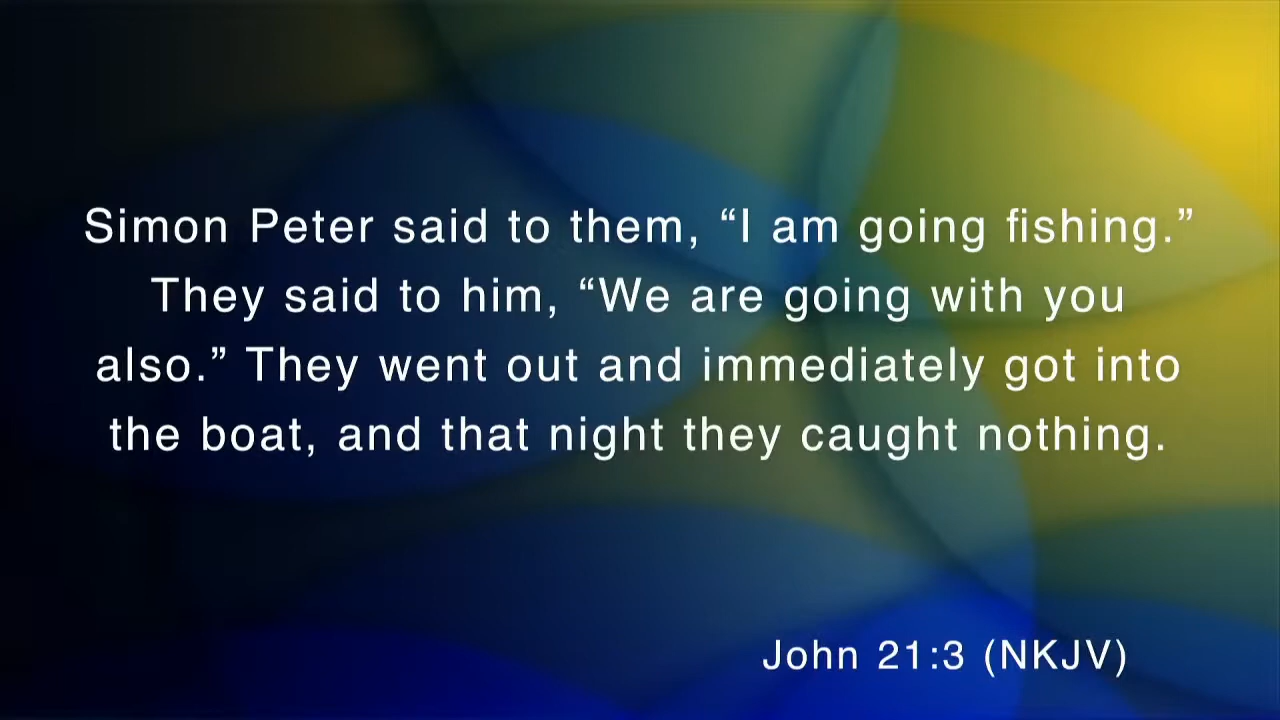 Simon Peter said to them, “I am going fishing.”
They said to him, “We are going with you
also.” They went out and immediately got into
the boat, and that night they caught nothing.
John 21:3 (NKJV)